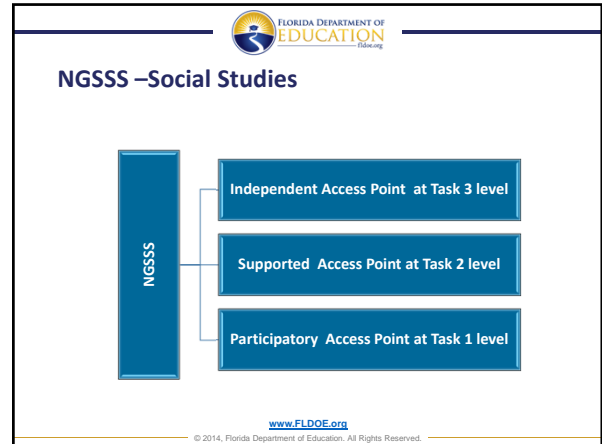 FLORIDA DEPARTMENT OF
EDUCATION
fldoe.org
NGSSS –Social Studies
NGSSS
Independent Access Point at Task 3 level
Supported Access Point at Task 2 level
Participatory Access Point at Task 1 level
www.FLDOE.org
© 2014, Florida Department of Education. All Rights Reserved.